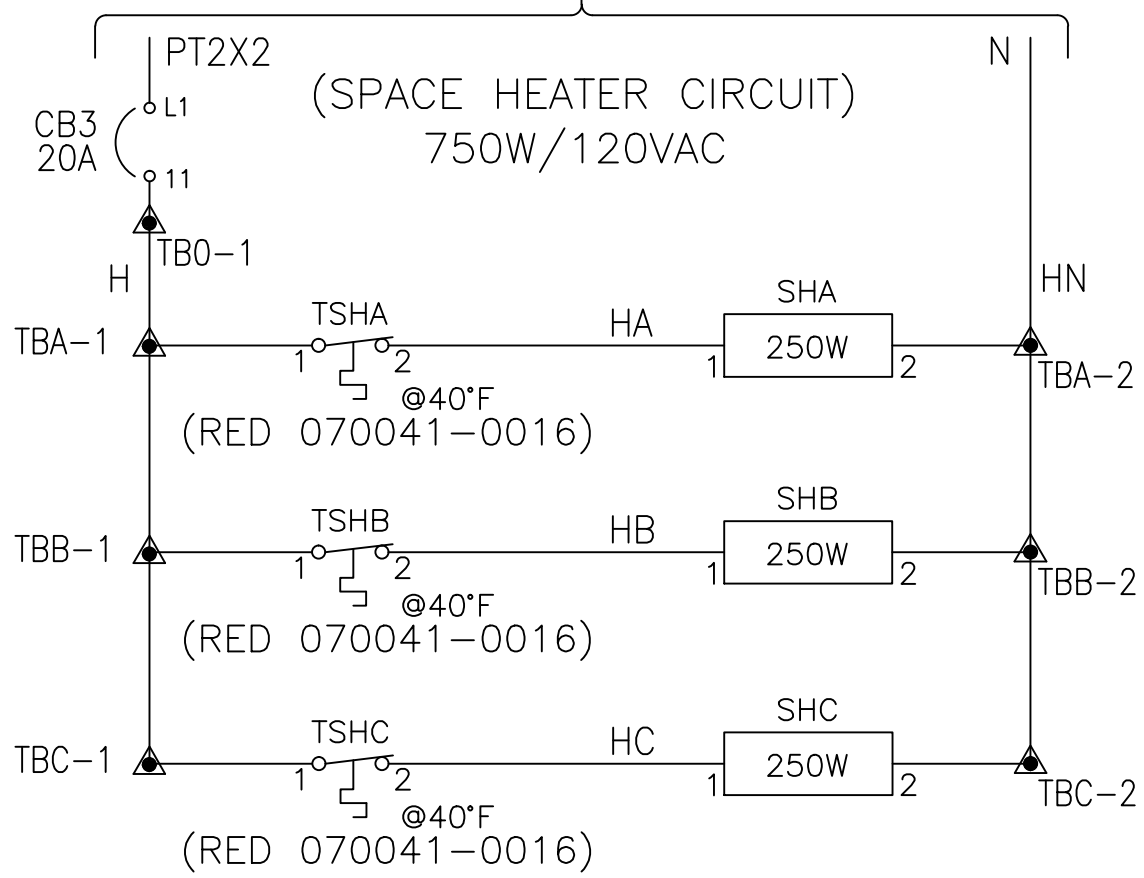 PT2X2
N
(SPACE HEATER CIRCUIT)
750W/120VAC
L1
CB3
20A
11
TB0-1
H
HN
TBA-1
TSHA
1
2
@40°F
(RED 070041-0016)
HA
SHA
1
250W
2
TBA-2
TBB-1
TSHB
1
2
@40°F
(RED 070041-0016)
HB
SHB
1
250W
2
TBB-2
TBC-1
TSHC
1
2
@40°F
(RED 070041-0016)
HC
SHC
1
250W
2
TBC-2